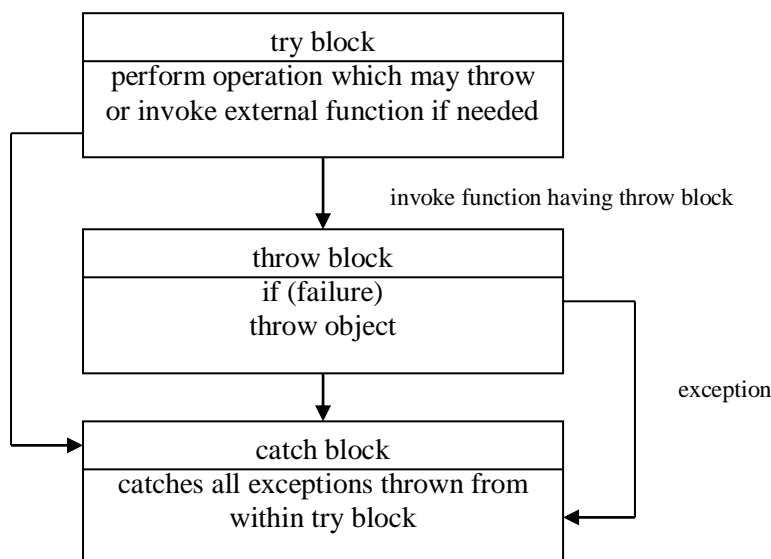 try block
perform operation which may throw
or invoke external function if needed
invoke function having throw block
throw block
if (failure)
throw object
exception
catch block
catches all exceptions thrown from
within try block